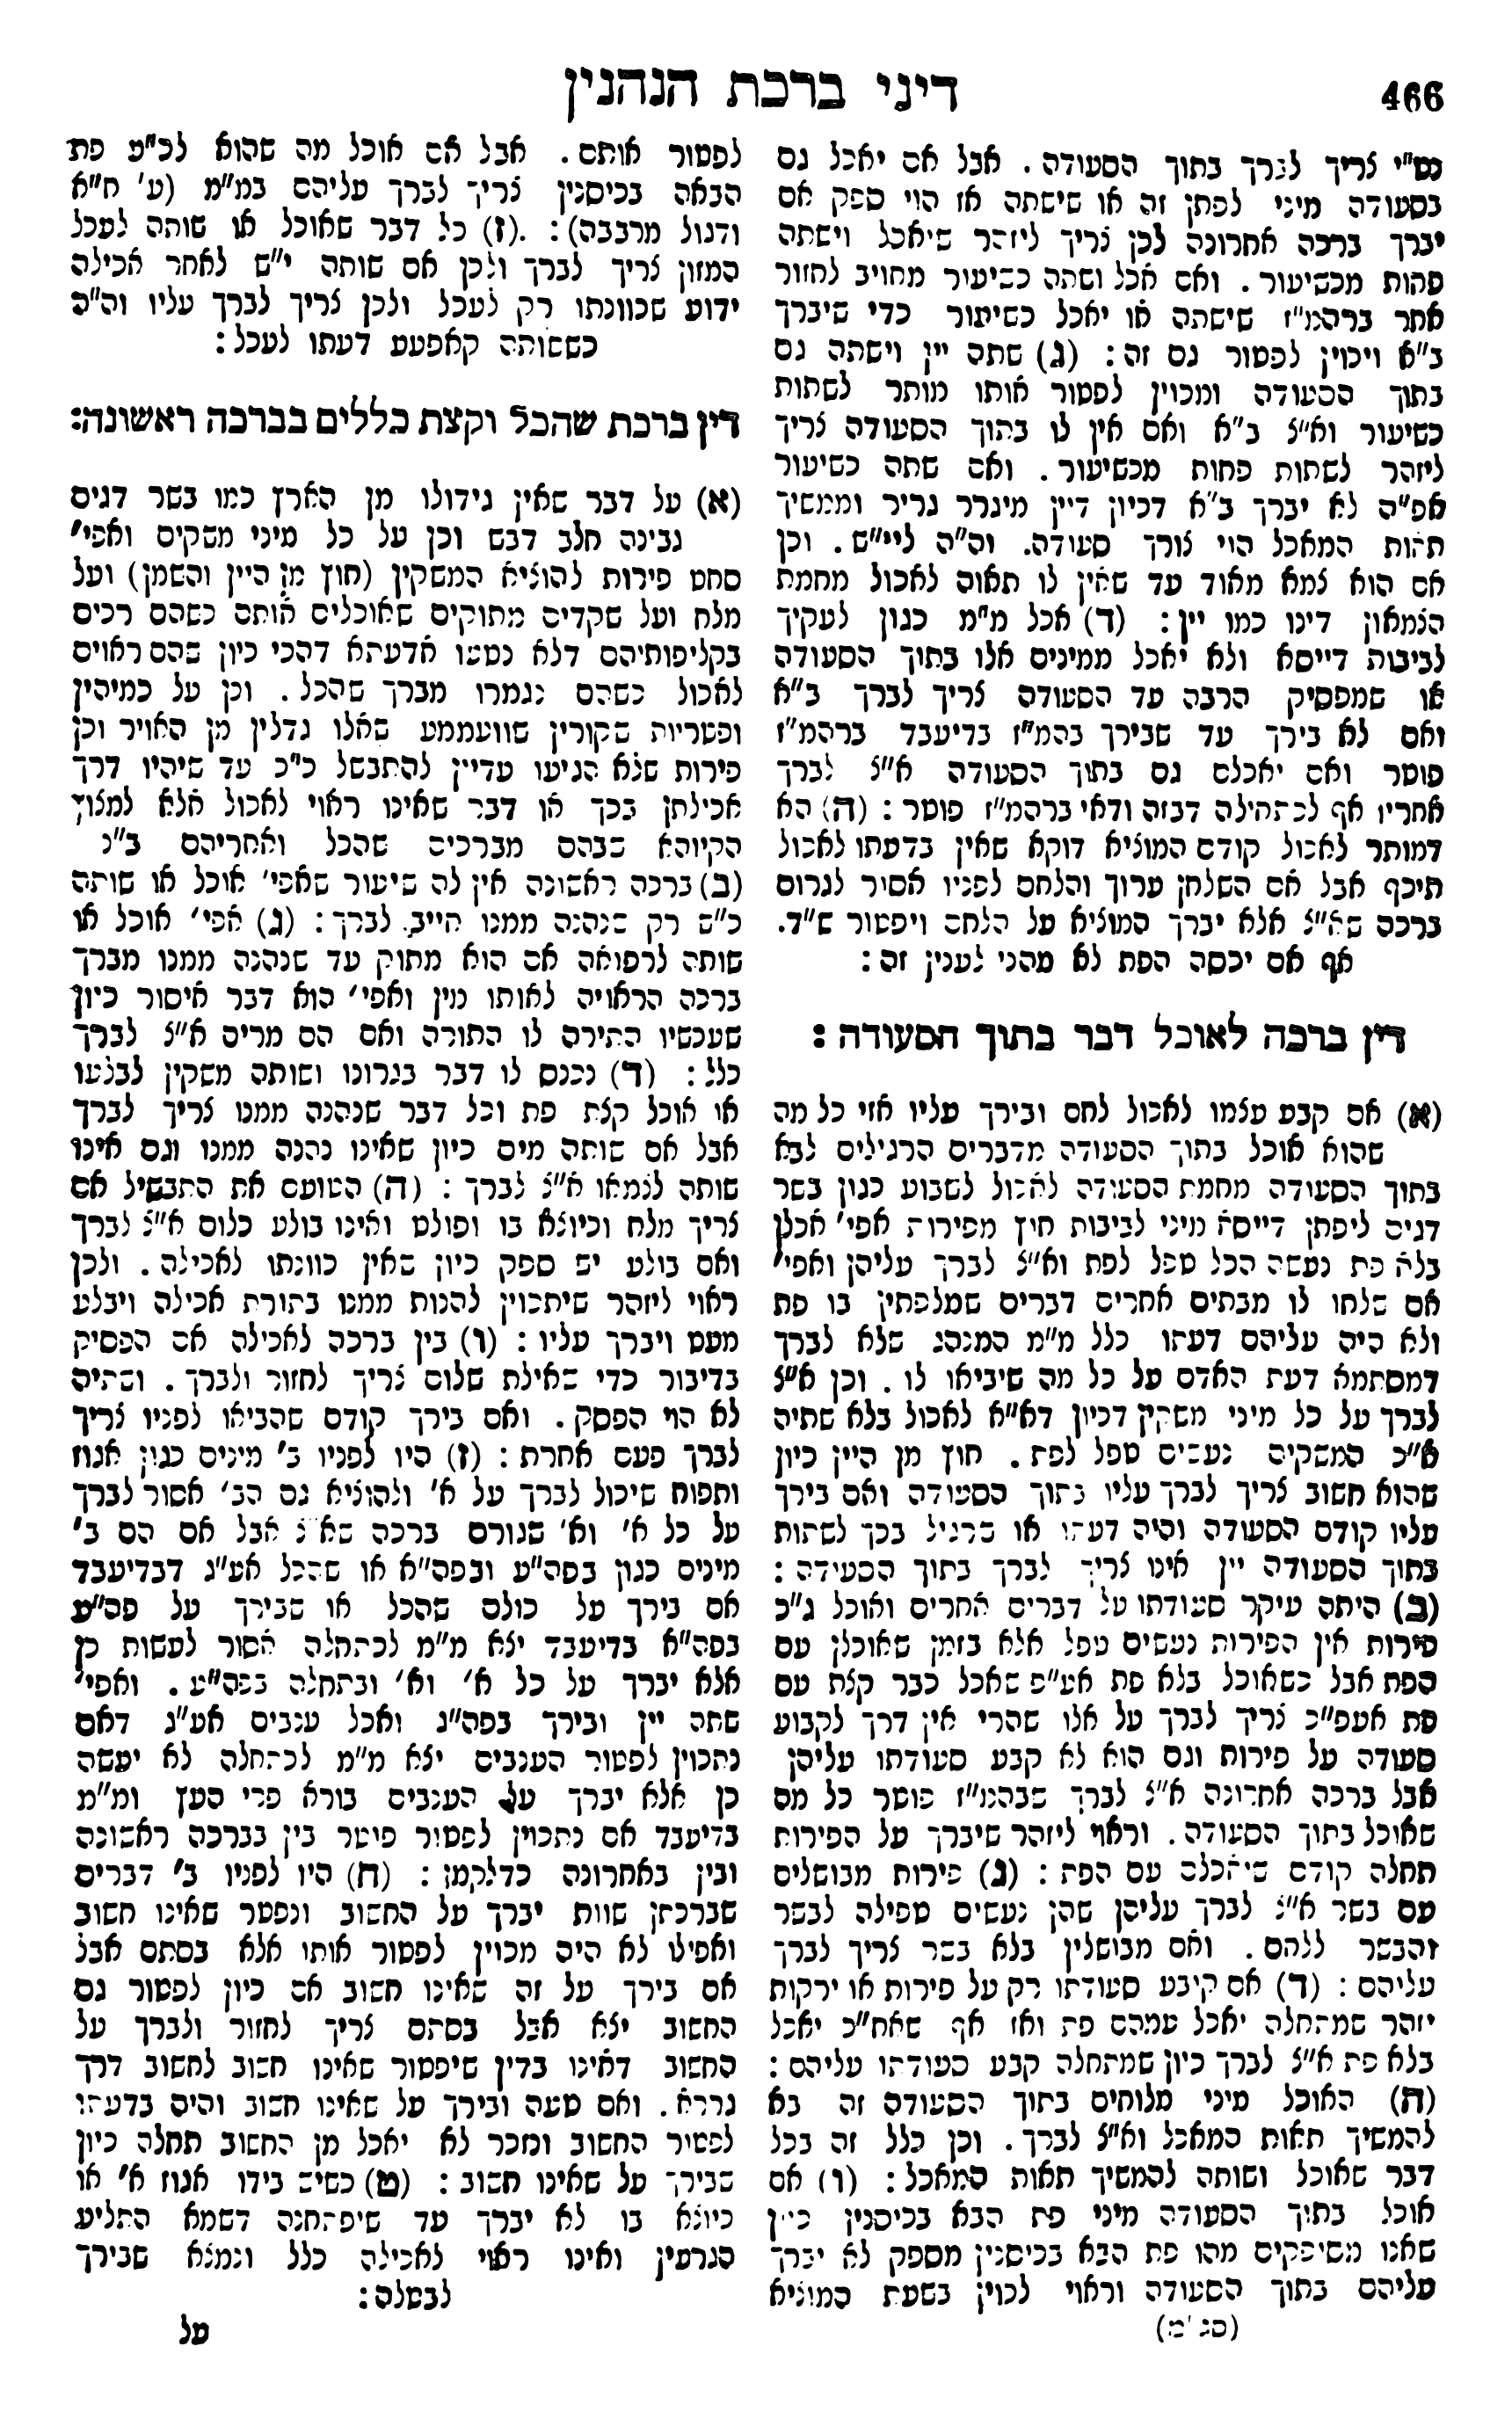 466
דיני ברכת הנהנין
בש"י צריך לברך בתוך הסעודה. אבל אם יאכל גם
בסעודה מיני לפתן זה או שישתה אז הוי ספק אם
יברך ברכה אחרונה לכן צריך ליזהר שיאכל וישתה
פחות מכשיעור. ואם אכל ושתה כשיעור מחויב לחזור
אחר ברהמ"ז שישתה או יאכל כשיעור כדי שיברך
ב"א ויכוין לפטור גם זה: (ג) שתה יין וישתה גם
בתוך הסעודה ומכוין לפטור אותו מותר לשתות
כשיעור וא"צ ב"א ואם אין לו בתוך הסעודה צריך
ליזהר לשתות פחות מכשיעור. ואם שתה כשיעור
אפ"ה לא יברך ב"א דכיון דיין מיגרר גריר וממשיך
תאות המאכל הוי צורך סעודה. וה"ה ליי"ש. וכן
אם הוא צמא מאוד עד שאין לו תאוה לאכול מחמת
הצמאון דינו כמו יין: (ד) אכל מ"מ כגון לעקיך
לביבות דייסא ולא יאכל ממינים אלו בתוך הסעודה
או שמפסיק הרבה עד הסעודה צריך לברך ב"א
ואם לא בירך עד שבירך בהמ"ז בדיעבד ברהמ"ז
פוטר ואם יאכלם גם בתוך הסעודה א"צ לברך
אחריו אף לכתחילה דבזה ודאי ברהמ"ז פוטר: (ה) הא
דמותר לאכול קודם המוציא דוקא שאין בדעתו לאכול
תיכף אבל אם השלחן ערוך והלחם לפניו אסור לגרום
ברכה שא"צ אלא יברך המוציא על הלחם ויפטור ש"ד.
אף אם יכסה הפת לא מהני לענין זה:
דין ברכה לאוכל דבר בתוך הסעודה:
(א) אם קבע עצמו לאכול לחם ובירך עליו אזי כל מה
שהוא אוכל בתוך הסעודה מדברים הרגילים לבא
בתוך הסעודה מחמת הסעודה לאכול לשבוע כגון בשר
דגים ליפתן דייסא מיני לביבות חוץ מפירות אפי' אכלן
בלא פת נעשה הכל טפל לפת וא"צ לברך עליהן ואפי'
אם שלחו לו מבתים אחרים דברים שמלפתין בו פת
ולא היה עליהם דעתו כלל מ"מ המנהג שלא לברך
דמסתמא דעת האדם על כל מה שיביאו לו. וכן א"צ
לברך על כל מיני משקין דכיון דא"א לאכול בלא שתיה
א"כ המשקיה נעשים טפל לפת. חוץ מן היין כיון
שהוא חשוב צריך לברך עליו בתוך הסעודה ואם בירך
עליו קודם הסעודה והיה דעתו או שרגיל בכך לשתות
בתוך הסעודה יין אינו צריך לברך בתוך הסעודה:
(ב) היתה עיקר סעודתו על דברים אחרים ואוכל ג"כ
פירות אין הפירות נעשים טפל אלא בזמן שאוכלן עם
הפת אבל כשאוכל בלא פת אע"פ שאכל כבר קצת עם
פת אעפ"כ צריך לברך על אלו שהרי אין דרך לקבוע
סעודה על פירות וגם הוא לא קבע סעודתו עליהן
אבל ברכה אחרונה א"צ לברך שבהמ"ז פוטר כל מה
שאוכל בתוך הסעודה. וראוי ליזהר שיברך על הפירות
תחלה קודם שיאכלם עם הפת: (ג) פירות מבושלים
עם בשר א"צ לברך עליהן שהן נעשים טפילה לבשר
והבשר ללחם. ואם מבושלין בלא בשר צריך לברך
עליהם: (ד) אם קיבע סעודתו רק על פירות או ירקות
יזהר שמתחלה יאכל עמהם פת ואז אף שאח"כ יאכל
בלא פת א"צ לברך כיון שמתחלה קבע סעודתו עליהם:
(ה) האוכל מיני מלוחים בתוך הסעודה זה בא
להמשיך תאות המאכל וא"צ לברך. וכן כלל זה בכל
דבר שאוכל ושותה להמשיך תאות המאכל: (ו) אם
אוכל בתוך הסעודה מיני פת הבא בכיסנין כיון
שאנו מסיפקים מהו פת הבא בכיסנין מספק לא יברך
עליהם בתוך הסעודה וראוי לכוין בשעת המוציא
לפטור אותם. אבל אם אוכל מה שהוא לכ"ע פת
הבאה בכיסנין צריך לברך עליהם במ"מ (ע' ח"א
ודגול מרבבה): (ז) כל דבר שאוכל או שותה לעכל
המזון צריך לברך ולכן אם שותה י"ש לאחר אכילה
ידוע שכוונתו רק לעכל ולכן צריך לברך עליו וה"ה
כששותה קאפעע דעתו לעכל:
דין ברכת שהכל וקצת כללים בברכה ראשונה:
(א) על דבר שאין גידולו מן הארץ כמו בשר דגים
גבינה חלב דבש וכן על כל מיני משקים ואפי'
סחט פירות להוציא המשקין (חוץ מן היין והשמן) ועל
מלח ועל שקדים מתוקים שאוכלים אותם כשהם רכים
בקליפותיהם דלא נטעו אדעתא דהכי כיון שהם ראוים
לאכול כשהם נגמרו מברך שהכל. וכן על כמיהין
ופטריות שקורין שוועממע שאלו גדלין מן האויר וכן
פירות שלא הגיעו עדיין להתבשל כ"כ עד שיהיו דרך
אכילתן בכך או דבר שאינו ראוי לאכול אלא למצוץ
הקיוהא שבהם מברכים שהכל ואחריהם ב"נ
(ב) ברכה ראשונה אין לה שיעור שאפי' אוכל או שותה
כ"ש רק שנהנה ממנו חייב לברך: (ג) אפי' אוכל או
שותה לרפואה אם הוא מתוק עד שנהנה ממנו מברך
ברכה הראויה לאותו מין ואפי' הוא דבר איסור כיון
שעכשיו התירה לו התורה ואם הם מרים א"צ לברך
כלל: (ד) נכנס לו דבר בגרונו ושותה משקין לבלעו
או אוכל קצת פת וכל דבר שנהנה ממנו צריך לברך
אבל אם שותה מים כיון שאינו נהנה ממנו וגם אינו
שותה לצמאו א"צ לברך: (ה) הטועם את התבשיל אם
צריך מלח וכיוצא בו ופולט ואינו בולע כלום א"צ לברך
ואם בולע יש ספק כיון שאין כוונתו לאכילה. ולכן
ראוי ליזהר שיתכוין להנות ממנו בתורת אכילה ויבלע
מעט ויברך עליו: (ו) בין ברכה לאכילה אם הפסיק
בדיבור כדי שאילת שלום צריך לחזור ולברך. ושהיה
לא הוי הפסק. ואם בירך קודם שהביאו לפניו צריך
לברך פעם אחרת: (ז) היו לפניו ב' מינים כגון אגוז
ותפוח שיכול לברך על א' ולהוציא גם הב' אסור לברך
על כל א' וא' שגורם ברכה שא"צ אבל אם הם ב'
מינים כגון בפה"ע ובפה"א או שהכל אע"ג דבדיעבד
אם בירך על כולם שהכל או שבירך על פה"ע
בפה"א בדיעבד יצא מ"מ לכתחלה אסור לעשות כן
אלא יברך על כל א' וא' ובתחלה בפה"ע. ואפי'
שתה יין ובירך בפה"ג ואכל ענבים אע"ג דאם
נתכוין לפטור הענבים יצא מ"מ לכתחלה לא יעשה
כן אלא יברך על הענבים בורא פרי העץ ומ"מ
בדיעבד אם נתכוין לפטור פוטר בין בברכה ראשונה
ובין באחרונה כדלקמן: (ח) היו לפניו ב' דברים
שברכתן שוות יברך על החשוב ונפטר שאינו חשוב
ואפילו לא היה מכוין לפטור אותו אלא בסתם אבל
אם בירך על זה שאינו חשוב אם כיון לפטור גם
החשוב יצא אבל בסתם צריך לחזור ולברך על
החשוב דאינו בדין שיפטור שאינו חשוב לחשוב דרך
גררא. ואם טעה ובירך על שאינו חשוב והיה בדעתו
לפטור החשוב ונזכר לא יאכל מן החשוב תחלה כיון
שבירך על שאינו חשוב: (ט) כשיש בידו אגוז א' או
כיוצא בו לא יברך עד שיפתחנה דשמא התליע
הגרעין ואינו ראוי לאכילה כלל ונמצא שבירך
לבטלה:
על